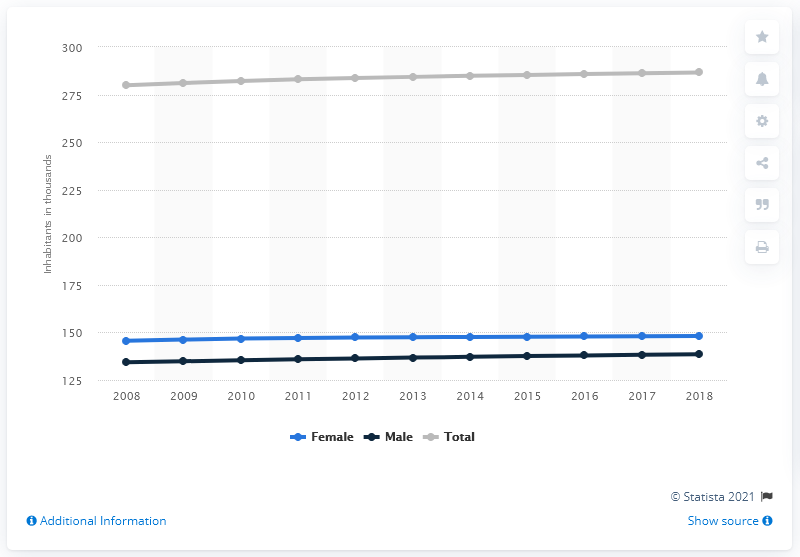 Inhabitants in thousands
300
275
250
225
200
175
150
125
2008 2009 2010 2011 2012 2013 2014 2015 2016 2017 2018
Female Male Total
© Statista 2021
Additional Information Show source